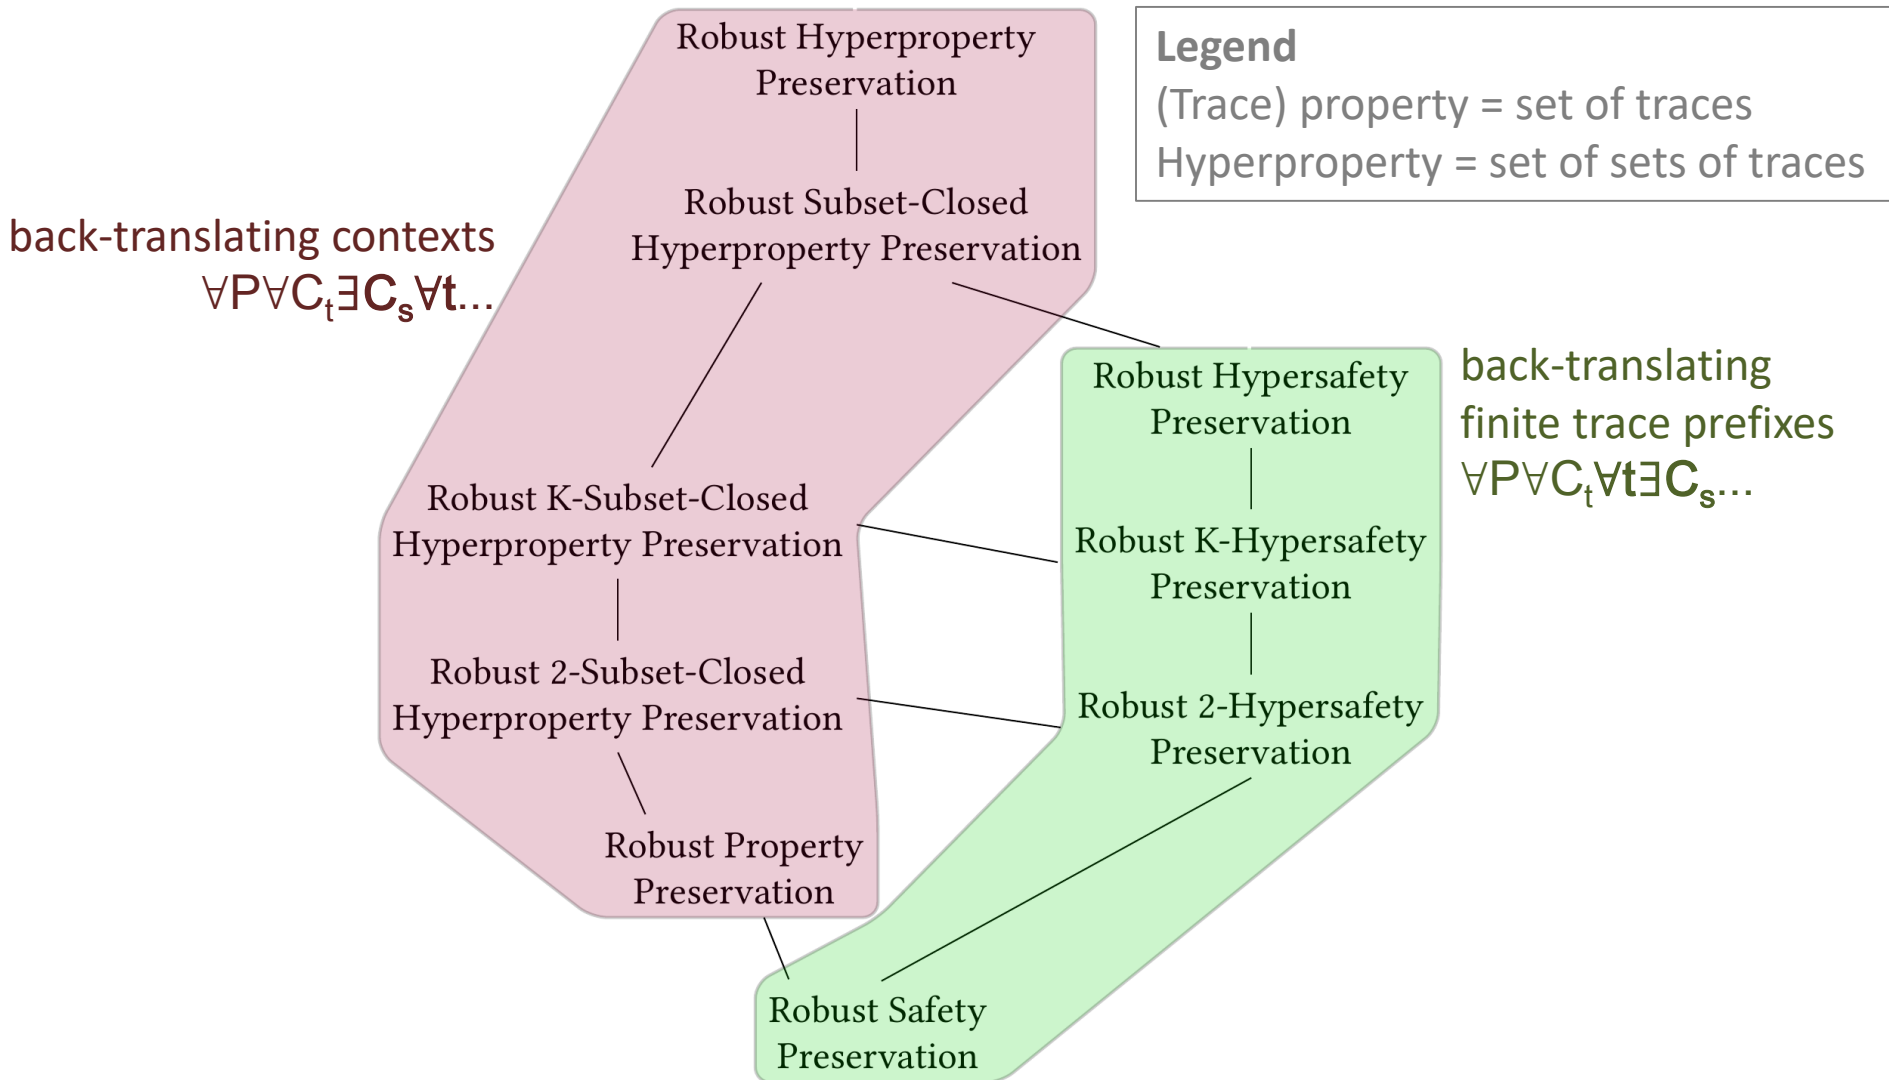 Robust Hyperproperty
Preservation
Legend
(Trace) property = set of traces
Hyperproperty = set of sets of traces
Robust Subset-Closed
Hyperproperty Preservation
back-translating contexts
∀P∀Cₜ∃Cₛ∀t...
Robust Hypersafety
Preservation
back-translating
finite trace prefixes
∀P∀Cₜ∀t∃Cₛ...
Robust K-Subset-Closed
Hyperproperty Preservation
Robust K-Hypersafety
Preservation
Robust 2-Subset-Closed
Hyperproperty Preservation
Robust 2-Hypersafety
Preservation
Robust Property
Preservation
Robust Safety
Preservation